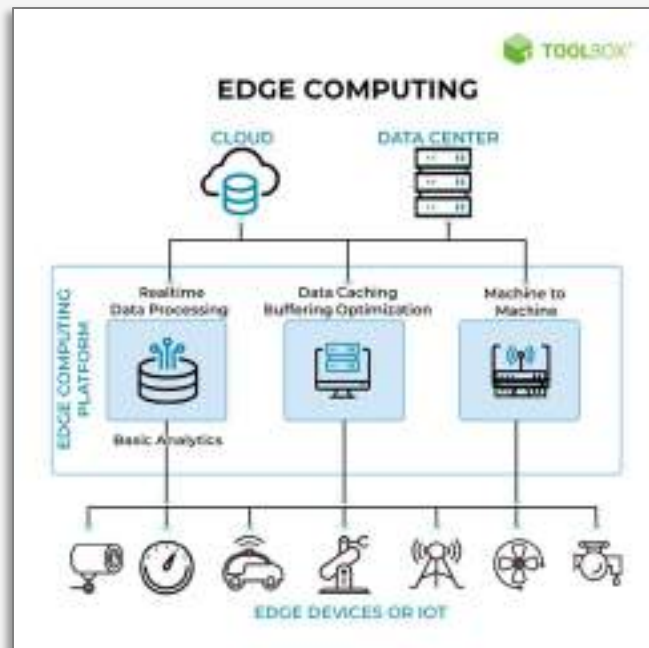 TOOLBOX
EDGE COMPUTING
CLOUD
DATA CENTER
EDGE COMPUTING
PLATFORM
Realtime
Data Processing
Data Caching
Buffering Optimization
Machine to
Machine
Basic Analytics
EDGE DEVICES OR IOT